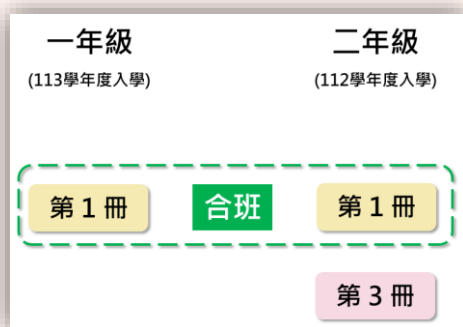 一年級 二年級
(113學年度入學) (112學年度入學)
第 1 冊 合班 第 1 冊
第 3 冊